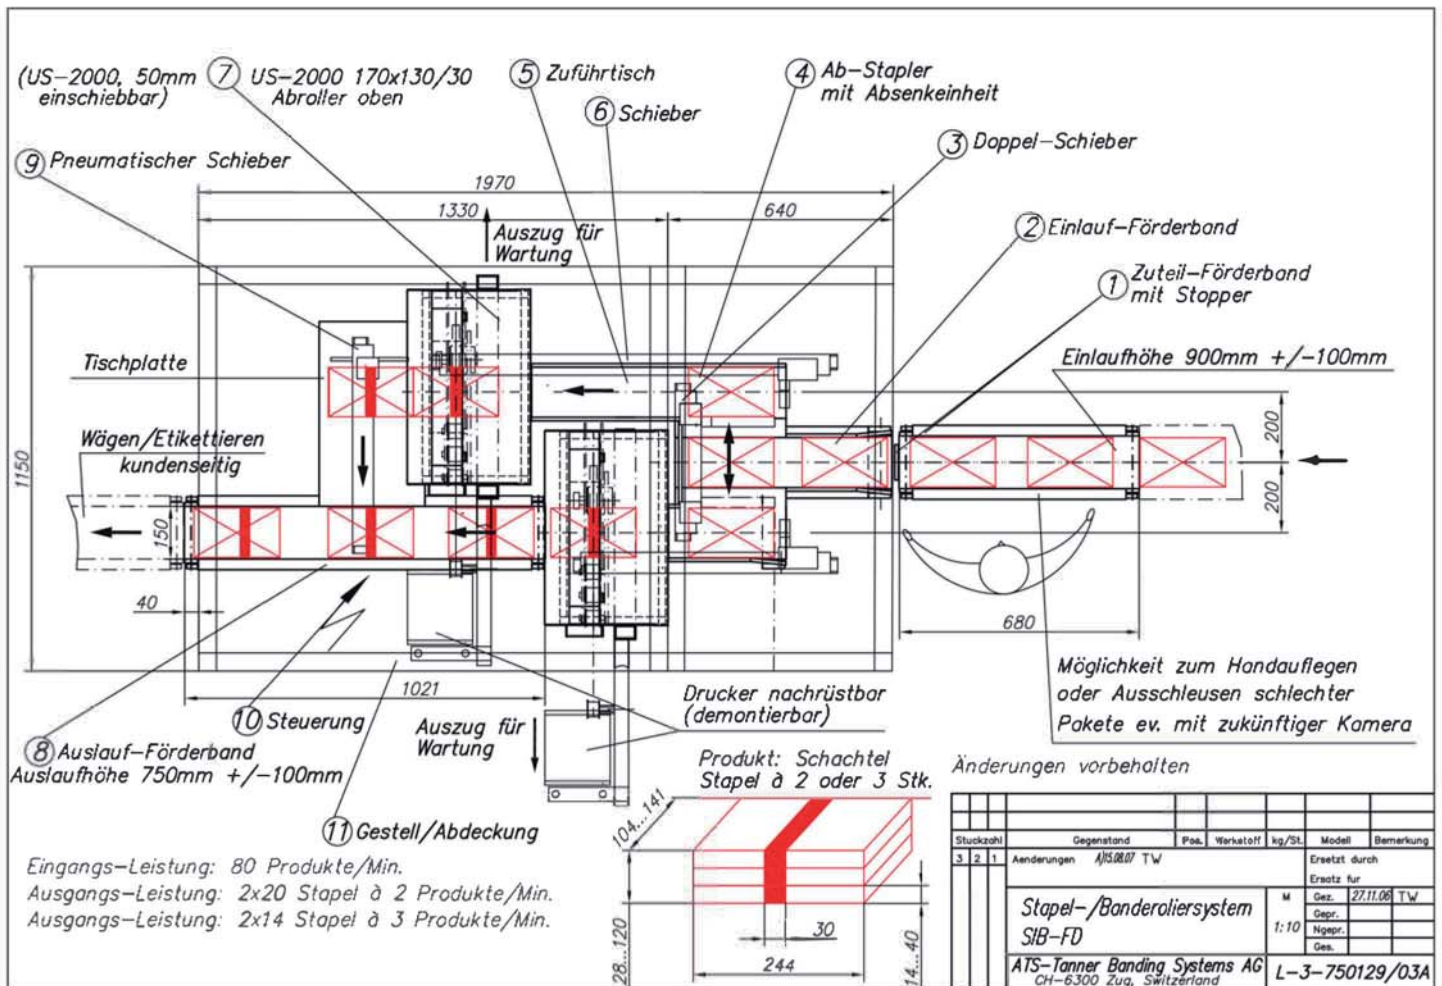 (US-2000, 50mm
einschiebbar)
7
US-2000 170x130/30
Abroller oben
5 Zuführtisch
6 Schieber
4 Ab-Stapler
mit Absenkeinheit
3 Doppel-Schieber
9 Pneumatischer Schieber
2 Einlauf-Förderband
1 Zuteil-Förderband
mit Stopper
1970
1330
640
Auszug für
Wartung
Einlaufhöhe 900mm +/-100mm
Tischplatte
Wägen/Etikettieren
kundenseitig
1150
150
200
200
40
680
1021
10 Steuerung
Auszug für
Wartung
Drucker nachrüstbar
(demontierbar)
Möglichkeit zum Handauflegen
oder Ausschleusen schlechter
Pakete ev. mit zukünftiger Kamera
8 Auslauf-Förderband
Auslaufhöhe 750mm +/-100mm
11 Gestell/Abdeckung
Produkt: Schachtel
Stapel à 2 oder 3 Stk.
104...141
28...120
30
244
14...40
Eingangs-Leistung: 80 Produkte/Min.
Ausgangs-Leistung: 2x20 Stapel à 2 Produkte/Min.
Ausgangs-Leistung: 2x14 Stapel à 3 Produkte/Min.
Änderungen vorbehalten
Stuckzahl Gegenstand Pos. Werkstoff kg/St. Modell Bemerkung
3 2 1 Aenderungen A)15.08.07 TW Ersetzt durch
Ersatz fur
Stapel-/Banderoliersystem
SIB-FD
M
1:10
Gez. 27.11.06 TW
Gepr.
Ngepr.
Ges.
ATS-Tanner Banding Systems AG
CH-6300 Zug, Switzerland
L-3-750129/03A